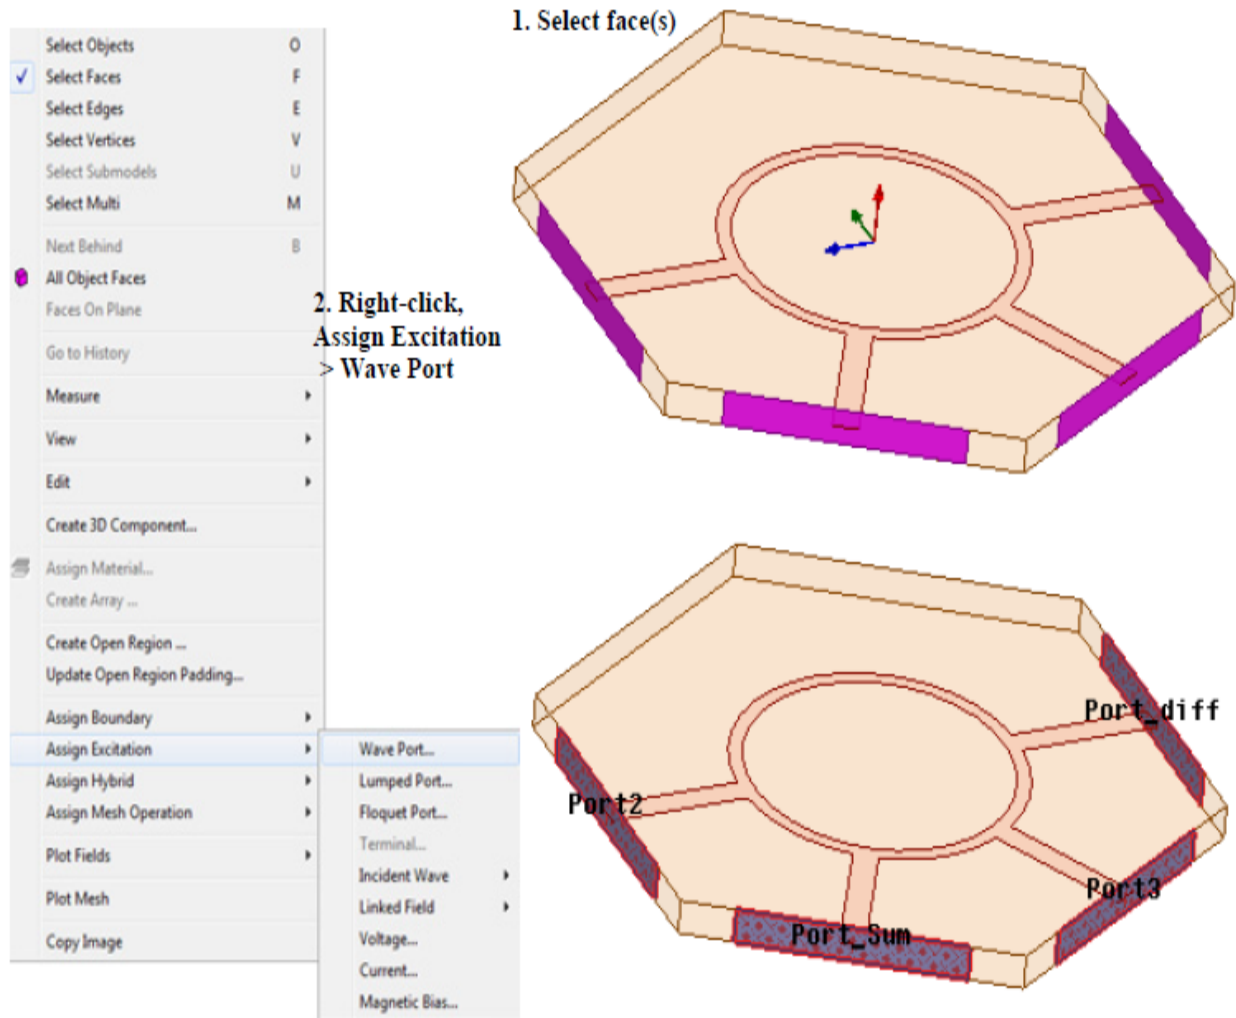 1. Select face(s)
Select Objects O
Select Faces F
Select Edges E
Select Vertices V
Select Submodels U
Select Multi M
Next Behind B
All Object Faces
Faces On Plane
Go to History
Measure
View
Edit
Create 3D Component...
Assign Material...
Create Array ...
Create Open Region ...
Update Open Region Padding...
Assign Boundary
Assign Excitation
Assign Hybrid
Assign Mesh Operation
Plot Fields
Plot Mesh
Copy Image
2. Right-click,
Assign Excitation
> Wave Port
Wave Port...
Lumped Port...
Floquet Port...
Terminal...
Incident Wave
Linked Field
Voltage...
Current...
Magnetic Bias...
Port_diff
Port2
Port3
Port_Sum